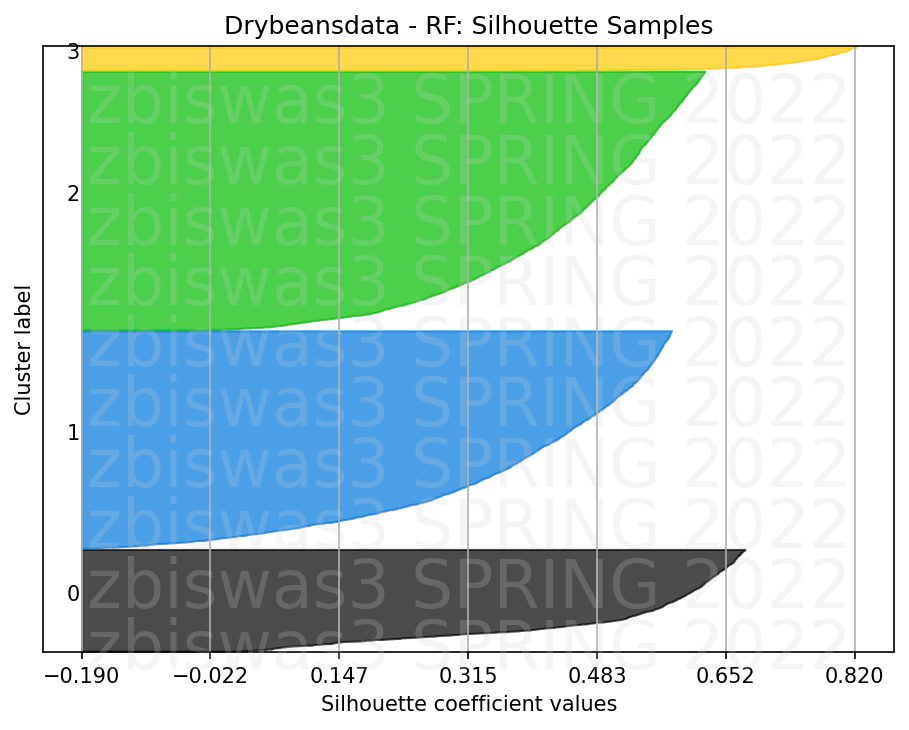 Drybeansdata - RF: Silhouette Samples
3
zbiswas3 SPRING 2022
zbiswas3 SPRING 2022
2
zbiswas3 SPRING 2022
zbiswas3 SPRING 2022
zbiswas3 SPRING 2022
Cluster label
zbiswas3 SPRING 2022
1
zbiswas3 SPRING 2022
zbiswas3 SPRING 2022
zbiswas3 SPRING 2022
0
zbiswas3 SPRING 2022
−0.190 −0.022 0.147 0.315 0.483 0.652 0.820
Silhouette coefficient values